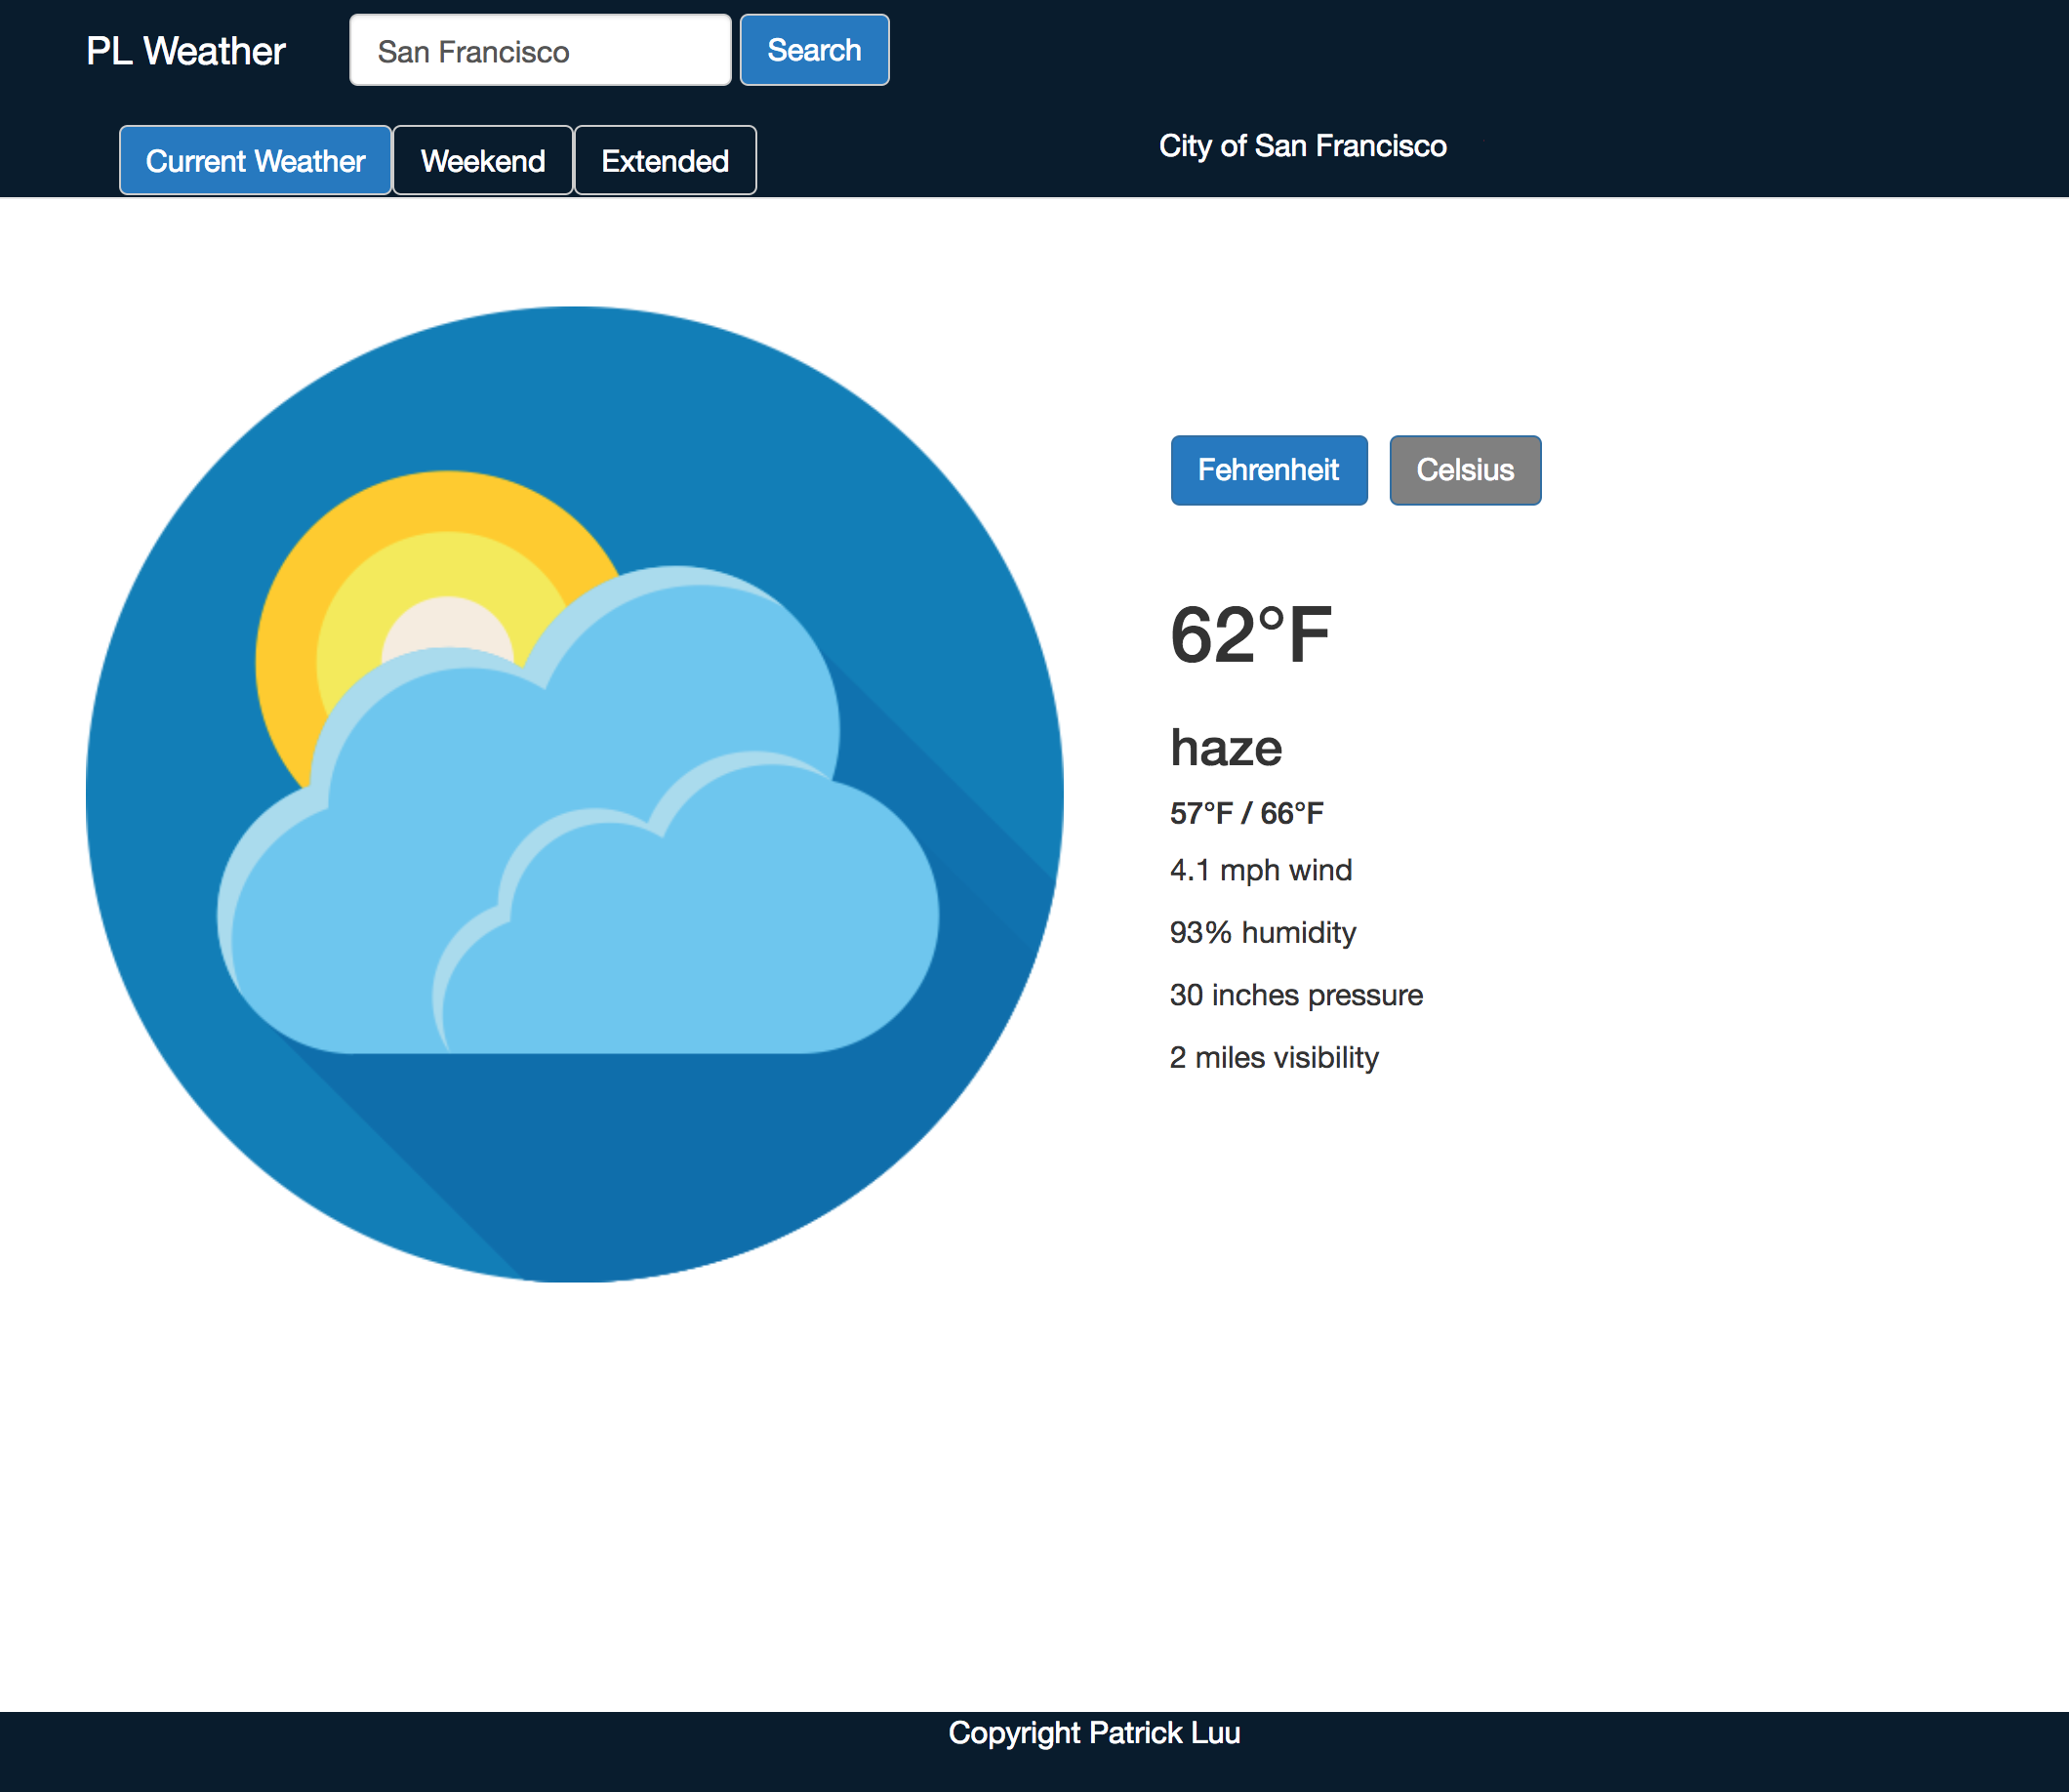 PL Weather San Francisco Search
Current Weather Weekend Extended City of San Francisco
Fehrenheit Celsius
62°F
haze
57°F / 66°F
4.1 mph wind
93% humidity
30 inches pressure
2 miles visibility
Copyright Patrick Luu